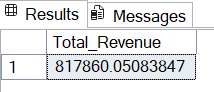 Results Messages
Total_Revenue
1 817860.05083847